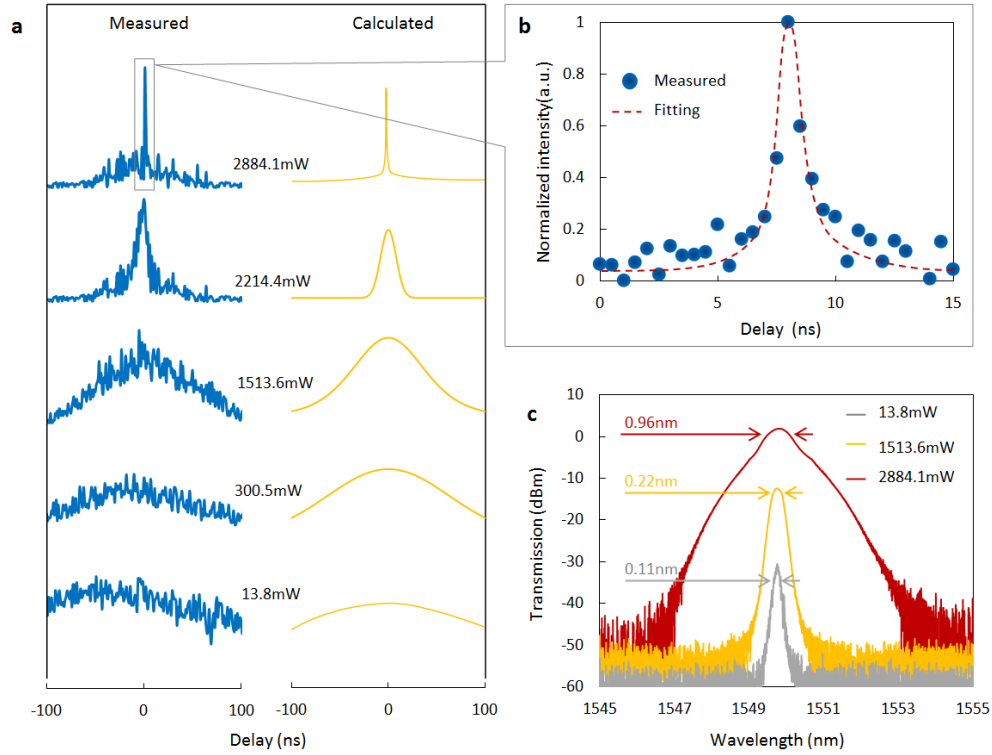 a
Measured
Calculated
2884.1mW
2214.4mW
1513.6mW
300.5mW
13.8mW
-100
0
100
-100
0
100
Delay (ns)
b
1
0.8
0.6
0.4
0.2
0
Normalized intensity(a.u.)
Measured
Fitting
0
5
10
15
Delay (ns)
c
10
0
-10
-20
-30
-40
-50
-60
Transmission (dBm)
0.96nm
0.22nm
0.11nm
13.8mW
1513.6mW
2884.1mW
1545
1547
1549
1551
1553
1555
Wavelength (nm)